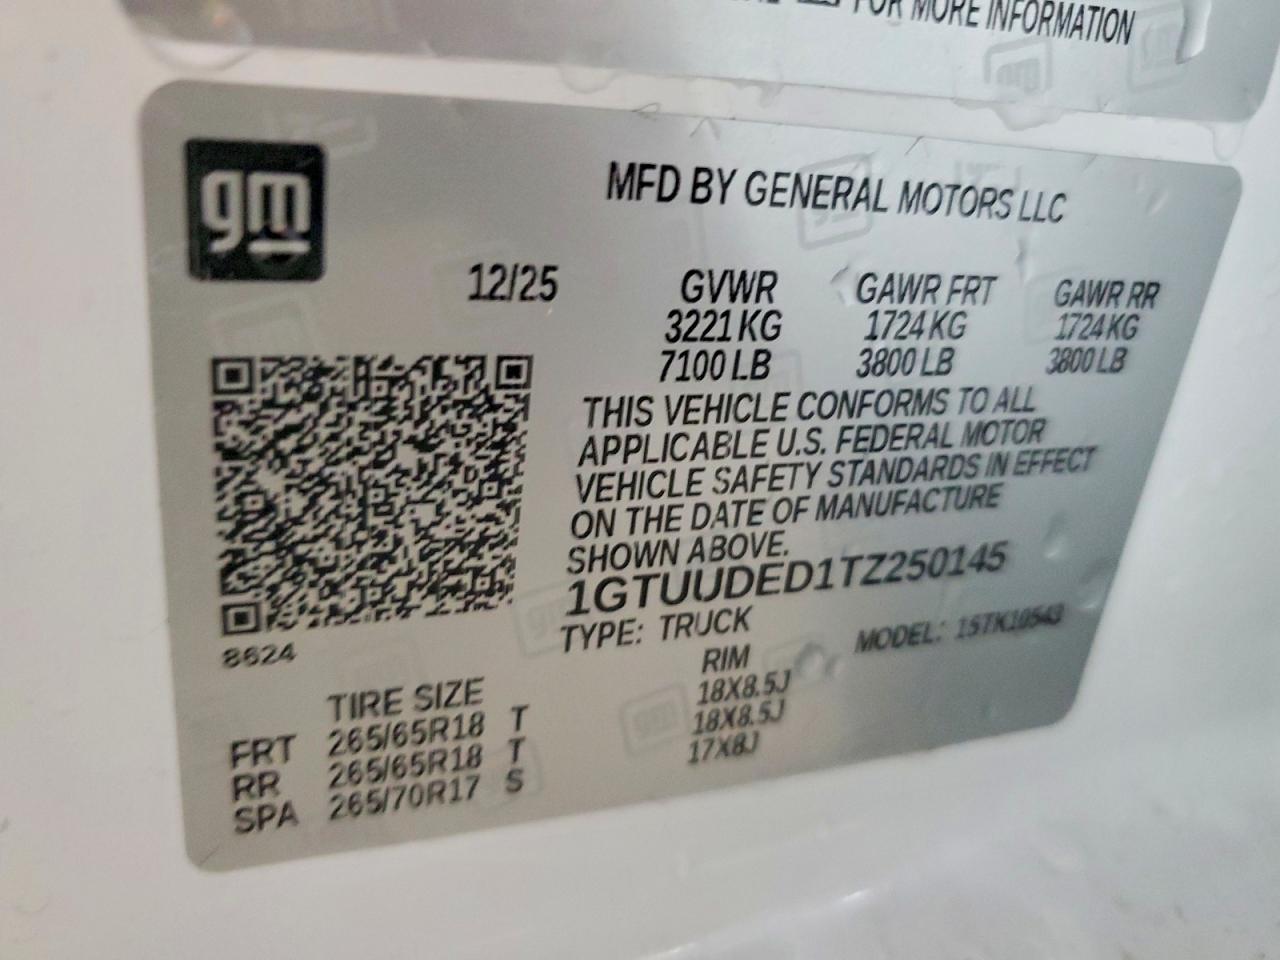 FOR MORE INFORMATION
gm
MFD BY GENERAL MOTORS LLC
12/25 GVWR GAWR FRT GAWR RR
3221 KG 1724 KG 1724 KG
7100 LB 3800 LB 3800 LB
THIS VEHICLE CONFORMS TO ALL
APPLICABLE U.S. FEDERAL MOTOR
VEHICLE SAFETY STANDARDS IN EFFECT
ON THE DATE OF MANUFACTURE
SHOWN ABOVE.
1GTUUDED1TZ250145
TYPE: TRUCK MODEL: 15TK10543
8624
TIRE SIZE RIM
FRT 265/65R18 T 18X8.5J
RR 265/65R18 T 18X8.5J
SPA 265/70R17 S 17X8J